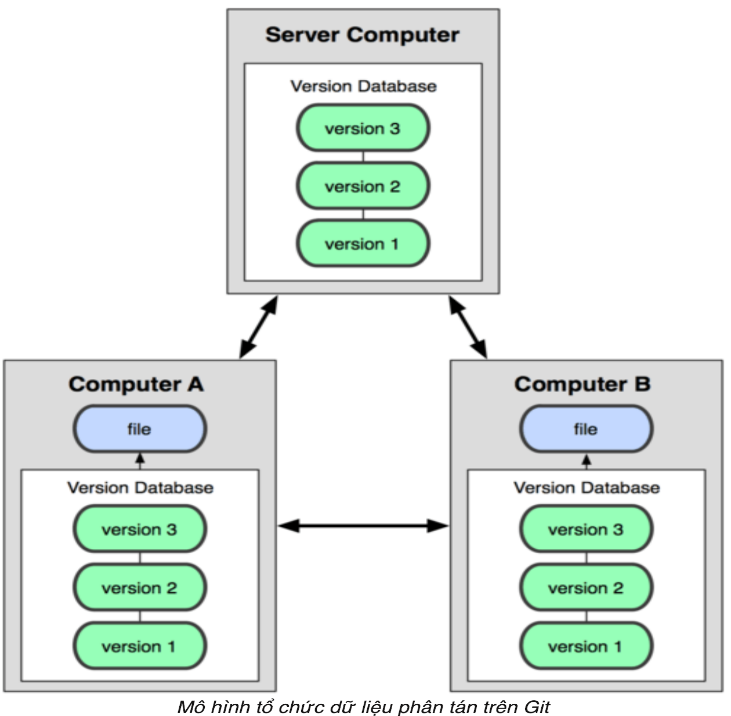 Server Computer
Version Database
version 3
version 2
version 1
Computer A
file
Version Database
version 3
version 2
version 1
Computer B
file
Version Database
version 3
version 2
version 1
Mô hình tổ chức dữ liệu phân tán trên Git